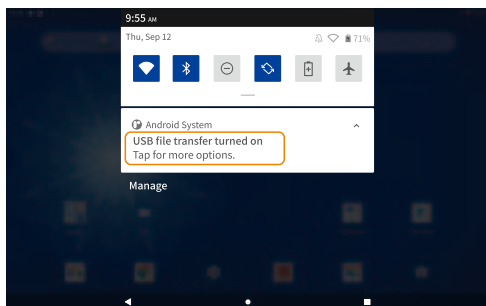 9:55 AM
Thu, Sep 12
71%
Android System
USB file transfer turned on
Tap for more options.
Manage